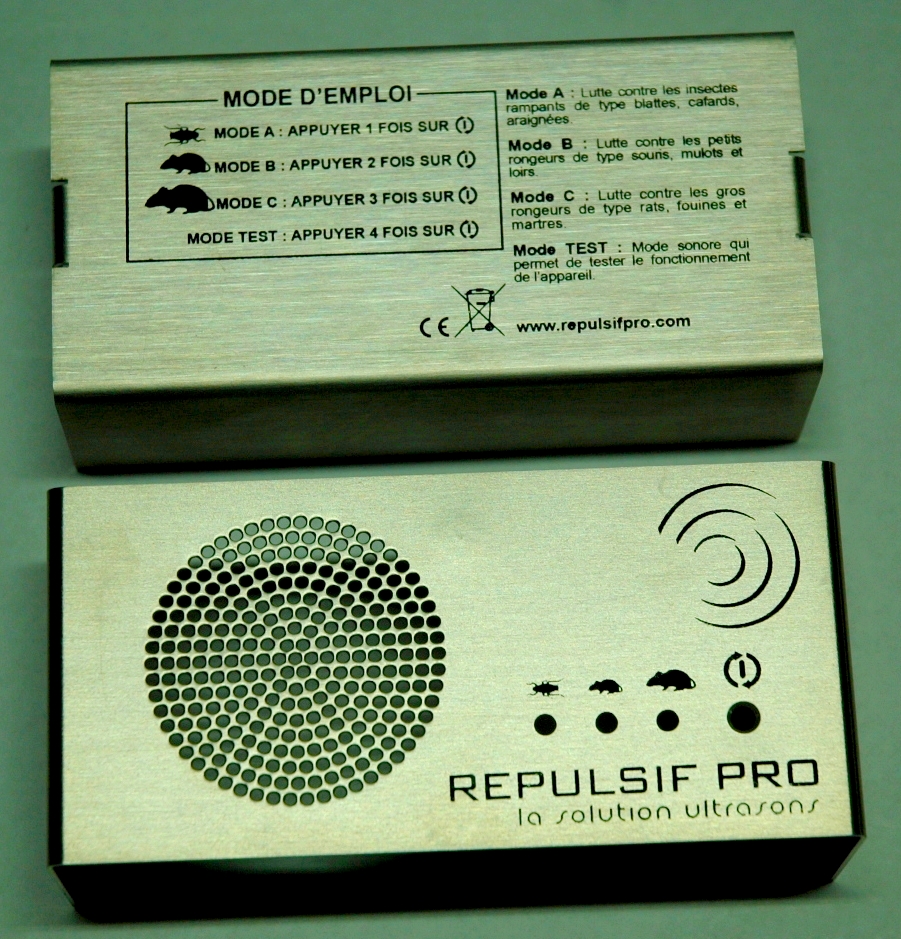 MODE D'EMPLOI
MODE A : APPUYER 1 FOIS SUR
MODE B : APPUYER 2 FOIS SUR
MODE C : APPUYER 3 FOIS SUR
MODE TEST : APPUYER 4 FOIS SUR
Mode A : Lutte contre les insectes
rampants de type blattes, cafards,
araignées.
Mode B : Lutte contre les petits
rongeurs de type souris, mulots et
loirs.
Mode C : Lutte contre les gros
rongeurs de type rats, fouines et
martres.
Mode TEST : Mode sonore qui
permet de tester le fonctionnement
de l'appareil.
CE
www.repulsifpro.com
REPULSIF PRO
la solution ultrasons